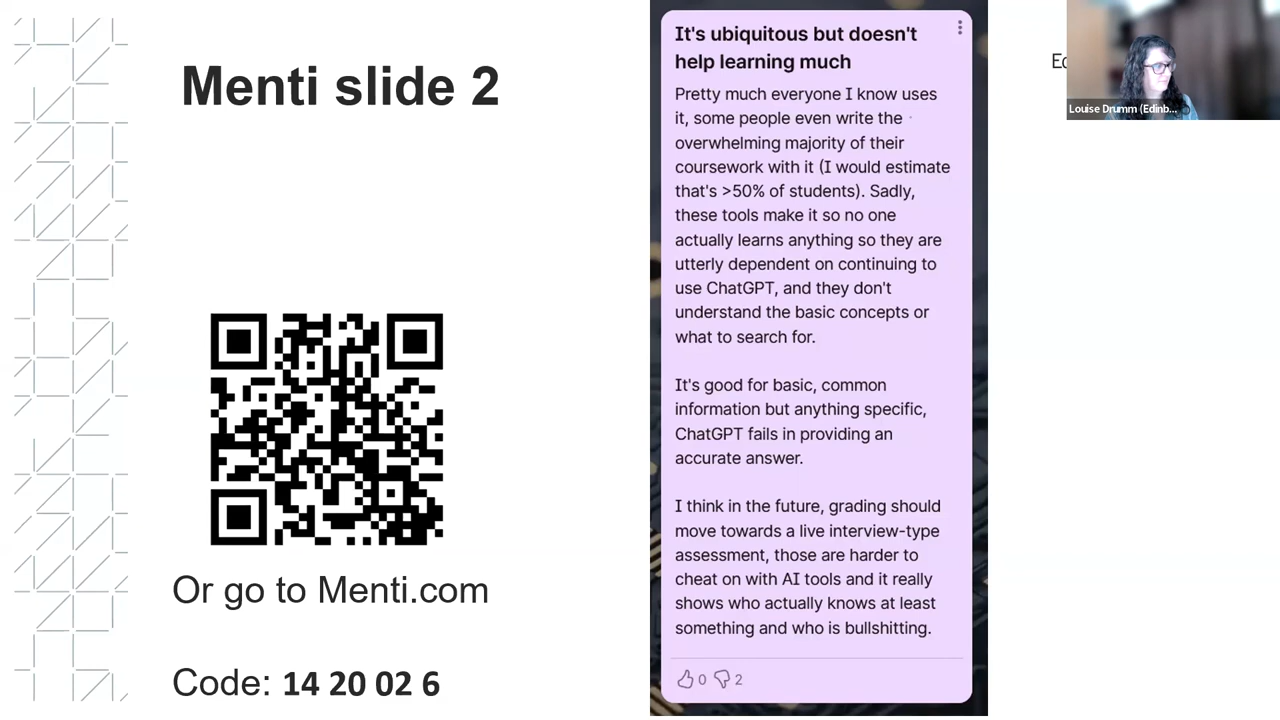 Menti slide 2
Or go to Menti.com
Code: 14 20 02 6
It's ubiquitous but doesn't
help learning much
Pretty much everyone I know uses
it, some people even write the
overwhelming majority of their
coursework with it (I would estimate
that's >50% of students). Sadly,
these tools make it so no one
actually learns anything so they are
utterly dependent on continuing to
use ChatGPT, and they don't
understand the basic concepts or
what to search for.
It's good for basic, common
information but anything specific,
ChatGPT fails in providing an
accurate answer.
I think in the future, grading should
move towards a live interview-type
assessment, those are harder to
cheat on with AI tools and it really
shows who actually knows at least
something and who is bullshitting.
0 2
Louise Drumm (Edinb...